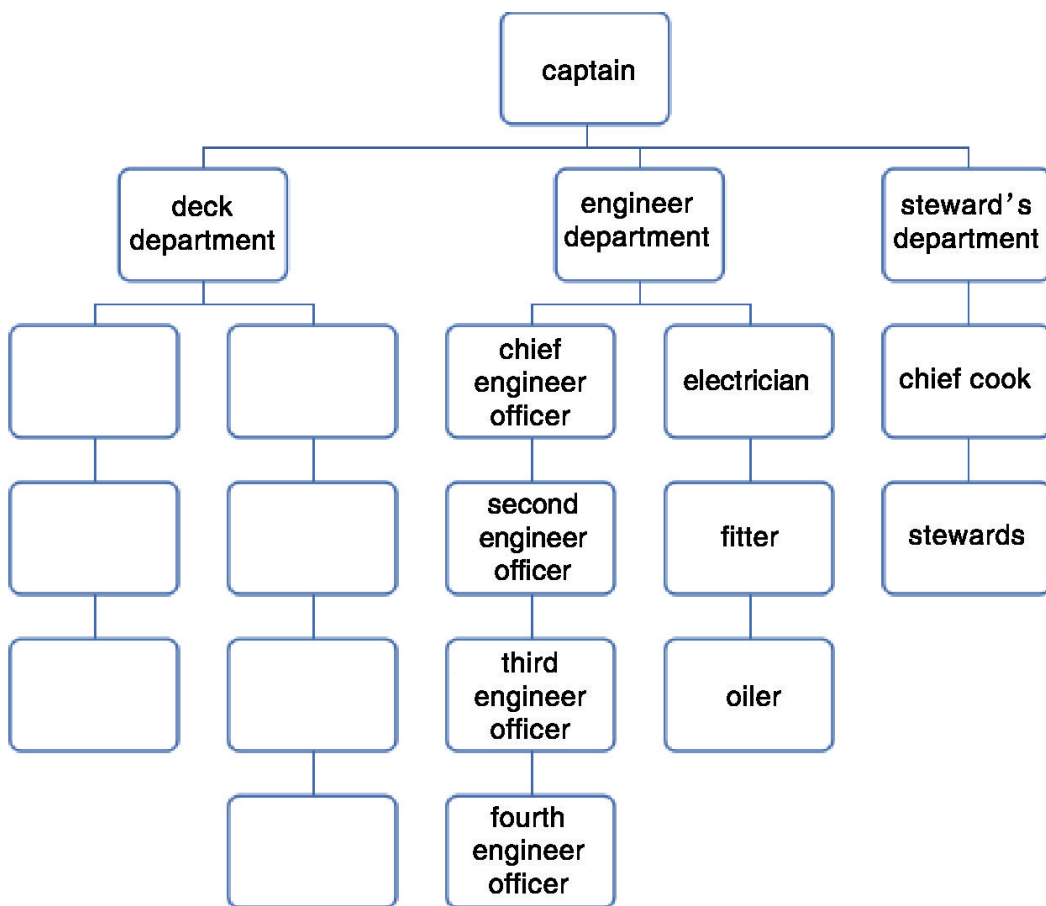 captain
deck
department
engineer
department
steward's
department
chief
engineer
officer
electrician
chief cook
second
engineer
officer
fitter
stewards
third
engineer
officer
oiler
fourth
engineer
officer